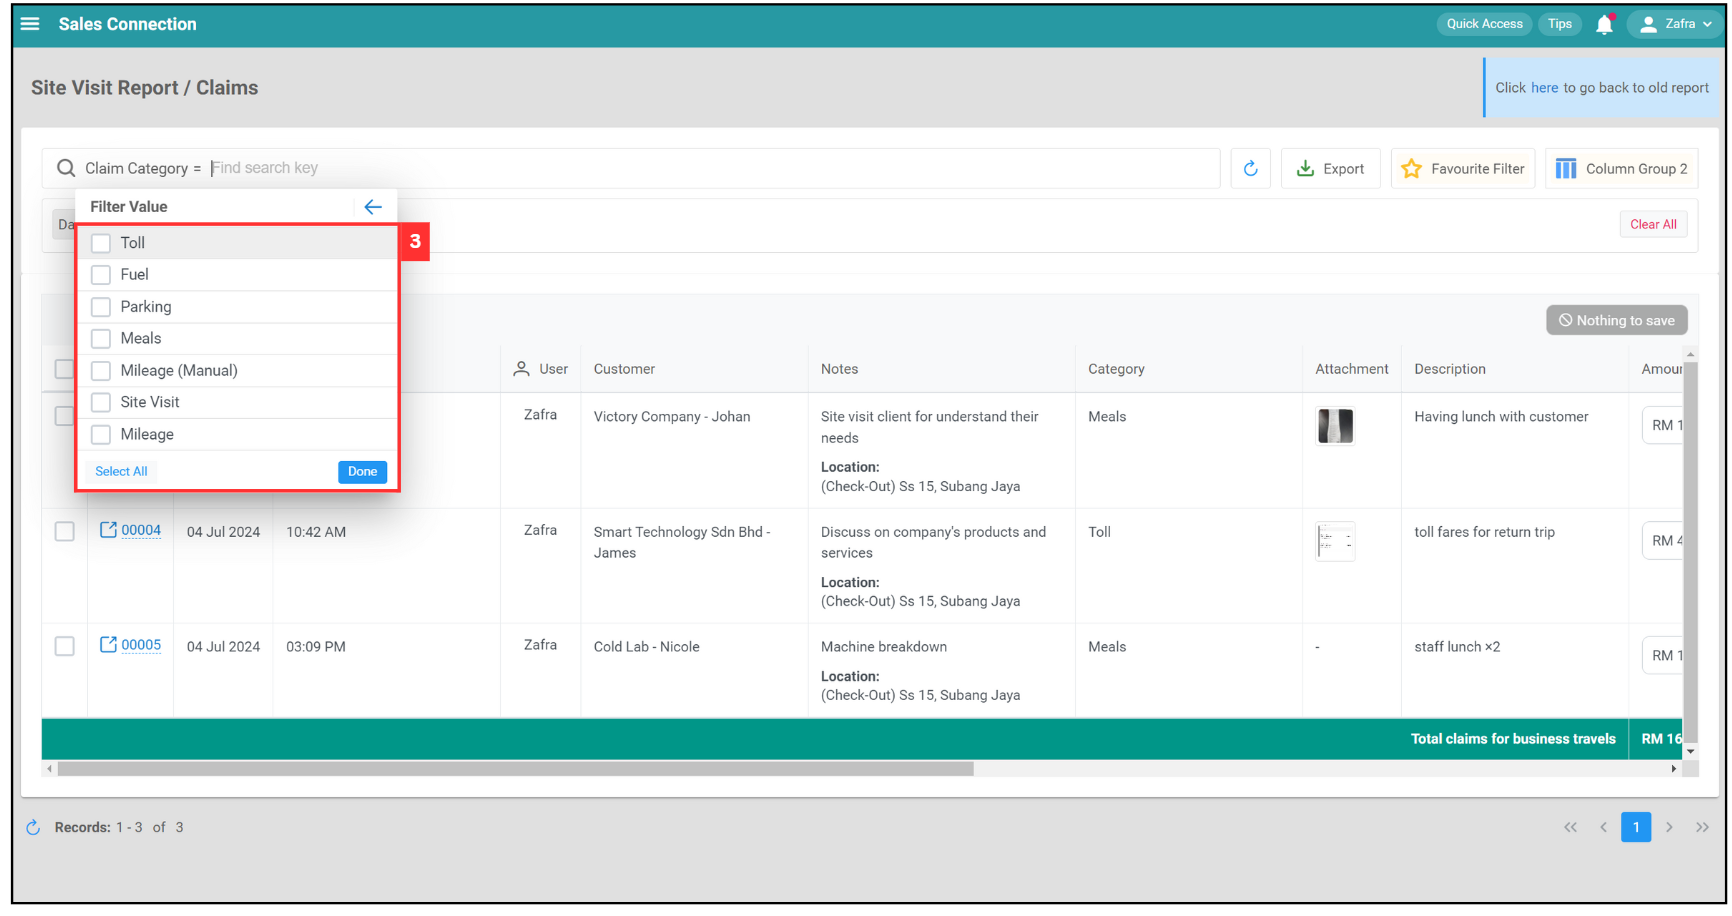 Sales Connection
Quick Access
Tips
Zafra
Site Visit Report / Claims
Click here to go back to old report
Claim Category = Find search key
Export
Favourite Filter
Column Group 2
Filter Value
Da
Clear All
3
Toll
Fuel
Parking
Meals
Mileage (Manual)
Site Visit
Mileage
Select All
Done
Nothing to save
User
Customer
Notes
Category
Attachment
Description
Amour
Zafra
Victory Company - Johan
Site visit client for understand their
needs
Location:
(Check-Out) Ss 15, Subang Jaya
Meals
Having lunch with customer
RM 1
00004
04 Jul 2024
10:42 AM
Zafra
Smart Technology Sdn Bhd -
James
Discuss on company's products and
services
Location:
(Check-Out) Ss 15, Subang Jaya
Toll
toll fares for return trip
RM 4
00005
04 Jul 2024
03:09 PM
Zafra
Cold Lab - Nicole
Machine breakdown
Location:
(Check-Out) Ss 15, Subang Jaya
Meals
-
staff lunch ×2
RM 1
Total claims for business travels
RM 16
Records: 1 - 3 of 3
1